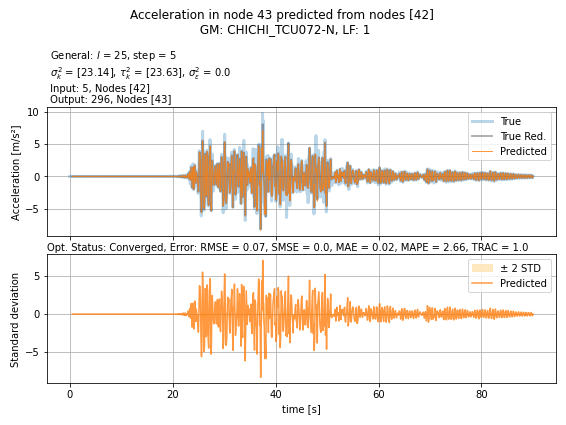 Acceleration in node 43 predicted from nodes [42]
GM: CHICHI_TCU072-N, LF: 1
General: l = 25, step = 5
σ²ₖ = [23.14], τ²ₖ = [23.63], σ²ε = 0.0
Input: 5, Nodes [42]
Output: 296, Nodes [43]
Acceleration [m/s²]
10
5
0
−5
True
True Red.
Predicted
Opt. Status: Converged, Error: RMSE = 0.07, SMSE = 0.0, MAE = 0.02, MAPE = 2.66, TRAC = 1.0
Standard deviation
5
0
−5
± 2 STD
Predicted
0 20 40 60 80
time [s]